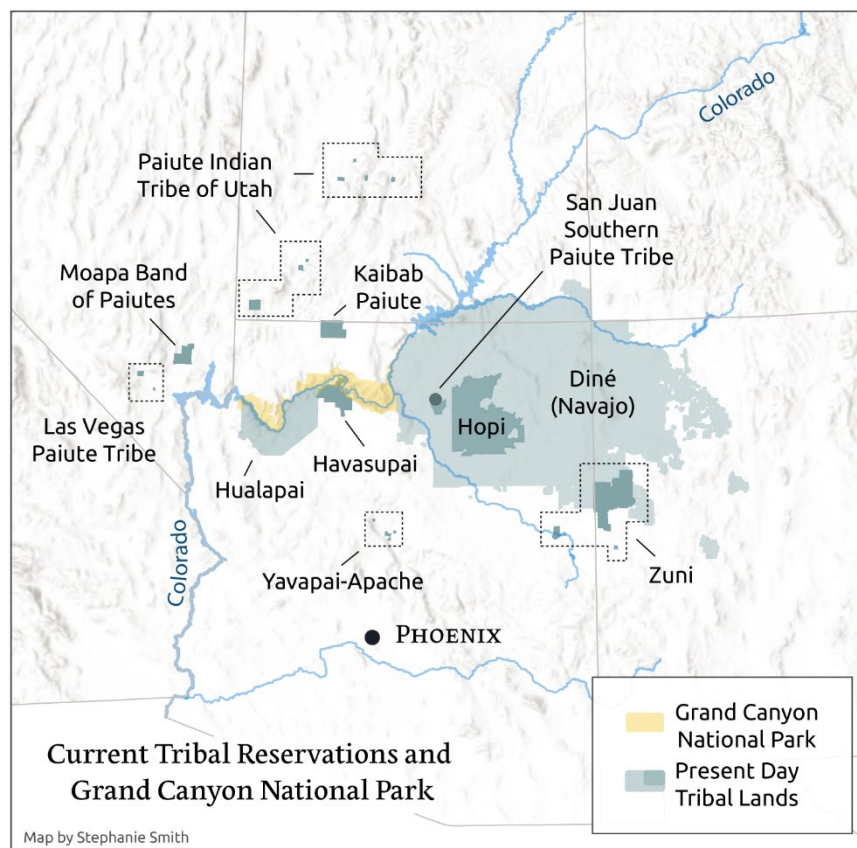 Colorado
Paiute Indian
Tribe of Utah
San Juan
Southern
Paiute Tribe
Moapa Band
of Paiutes
Kaibab
Paiute
Diné
(Navajo)
Las Vegas
Paiute Tribe
Hopi
Havasupai
Hualapai
Colorado
Yavapai-Apache
Zuni
Phoenix
Grand Canyon
National Park
Present Day
Tribal Lands
Current Tribal Reservations and
Grand Canyon National Park
Map by Stephanie Smith